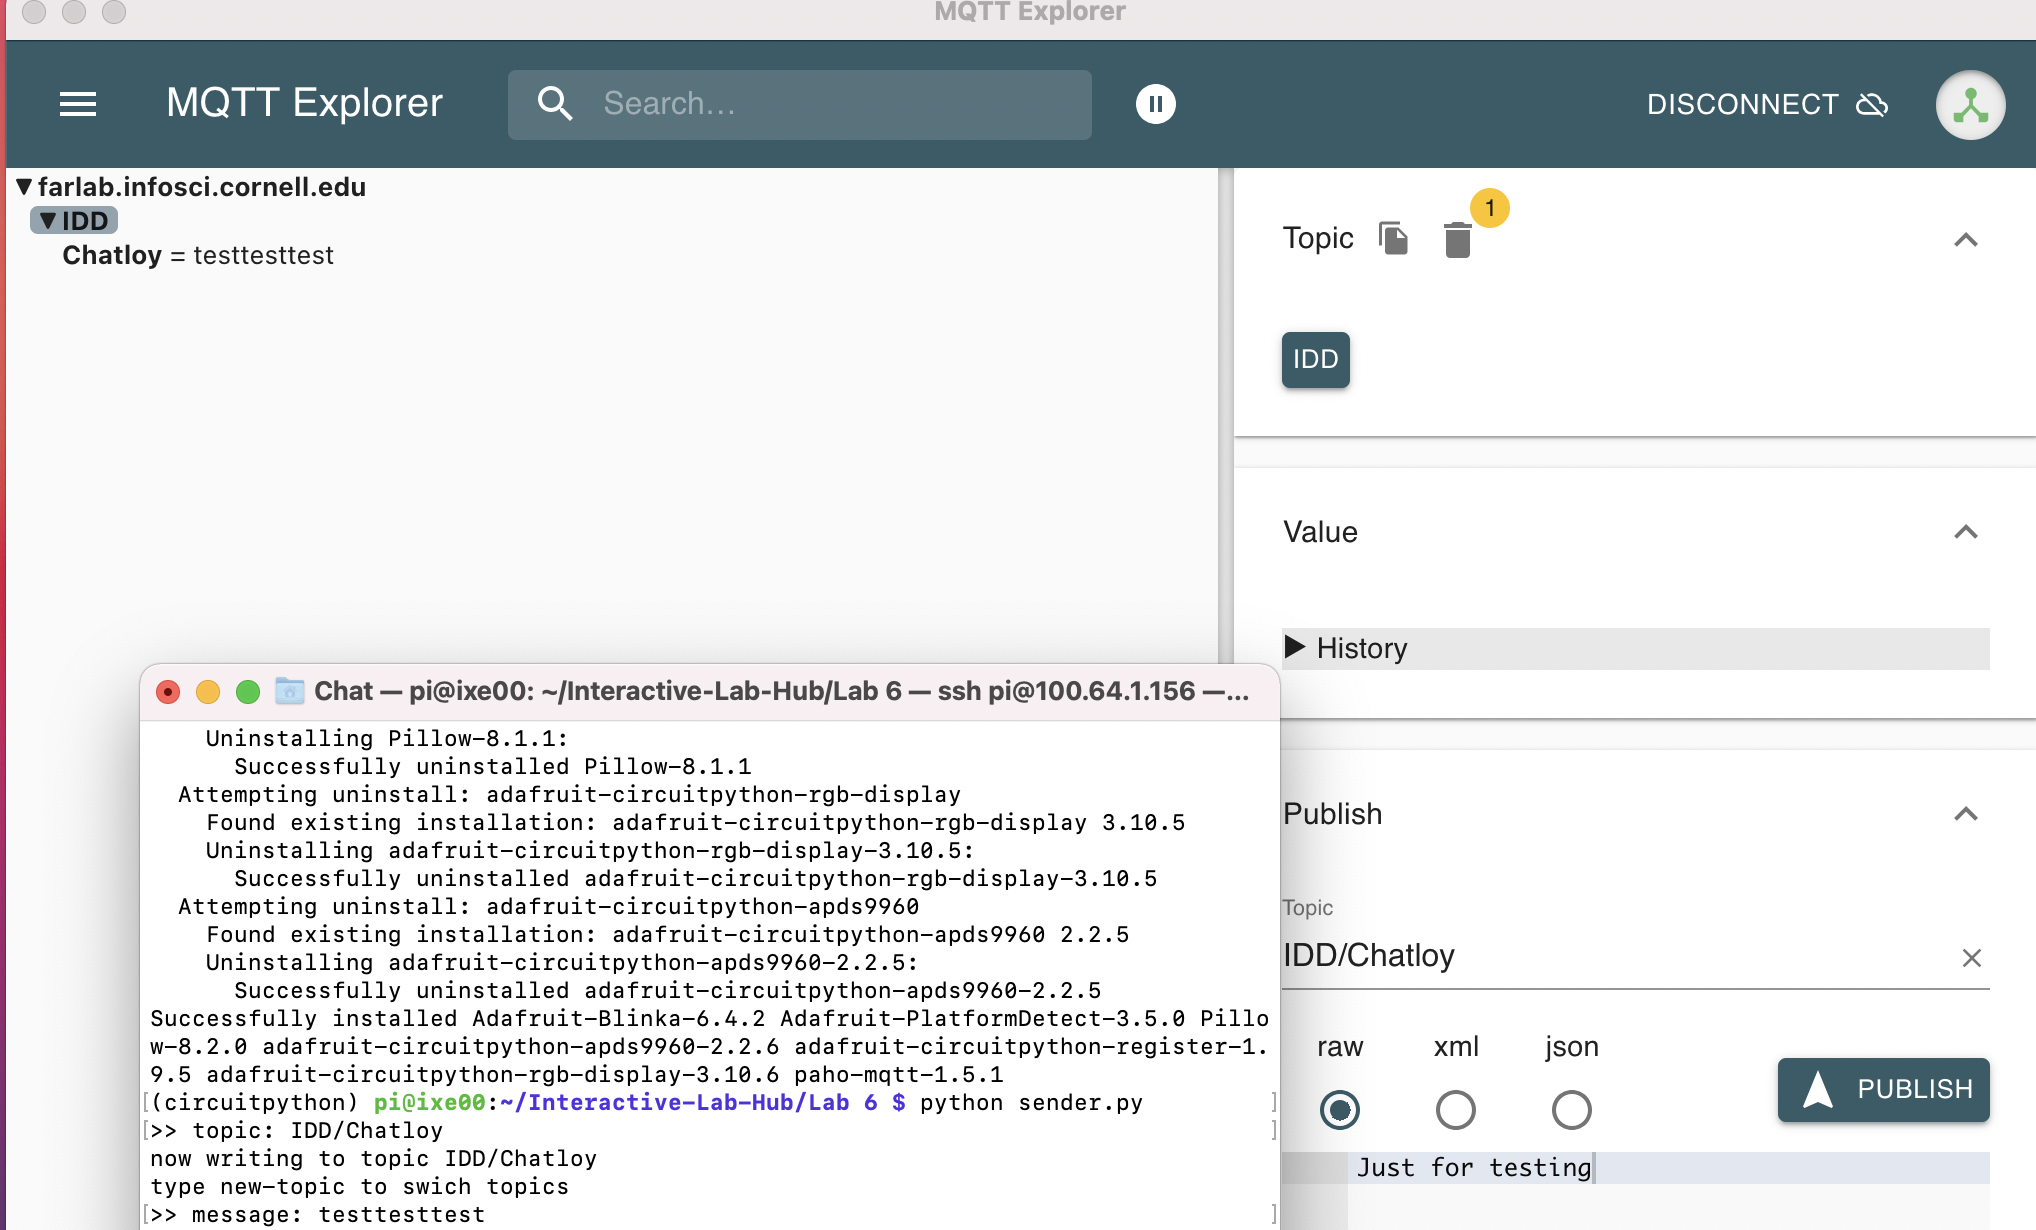 MQTT Explorer
MQTT Explorer
Search...
DISCONNECT
▼ farlab.infosci.cornell.edu
▼ IDD
Chatloy = testtesttest
Topic
1
IDD
Value
▶ History
Publish
Topic
IDD/Chatloy
raw xml json
PUBLISH
Just for testing
Chat — pi@ixe00: ~/Interactive-Lab-Hub/Lab 6 — ssh pi@100.64.1.156 —...
Uninstalling Pillow-8.1.1:
Successfully uninstalled Pillow-8.1.1
Attempting uninstall: adafruit-circuitpython-rgb-display
Found existing installation: adafruit-circuitpython-rgb-display 3.10.5
Uninstalling adafruit-circuitpython-rgb-display-3.10.5:
Successfully uninstalled adafruit-circuitpython-rgb-display-3.10.5
Attempting uninstall: adafruit-circuitpython-apds9960
Found existing installation: adafruit-circuitpython-apds9960 2.2.5
Uninstalling adafruit-circuitpython-apds9960-2.2.5:
Successfully uninstalled adafruit-circuitpython-apds9960-2.2.5
Successfully installed Adafruit-Blinka-6.4.2 Adafruit-PlatformDetect-3.5.0 Pillo
w-8.2.0 adafruit-circuitpython-apds9960-2.2.6 adafruit-circuitpython-register-1.
9.5 adafruit-circuitpython-rgb-display-3.10.6 paho-mqtt-1.5.1
[(circuitpython) pi@ixe00:~/Interactive-Lab-Hub/Lab 6 $ python sender.py ]
[>> topic: IDD/Chatloy ]
now writing to topic IDD/Chatloy
type new-topic to swich topics
[>> message: testtesttest ]